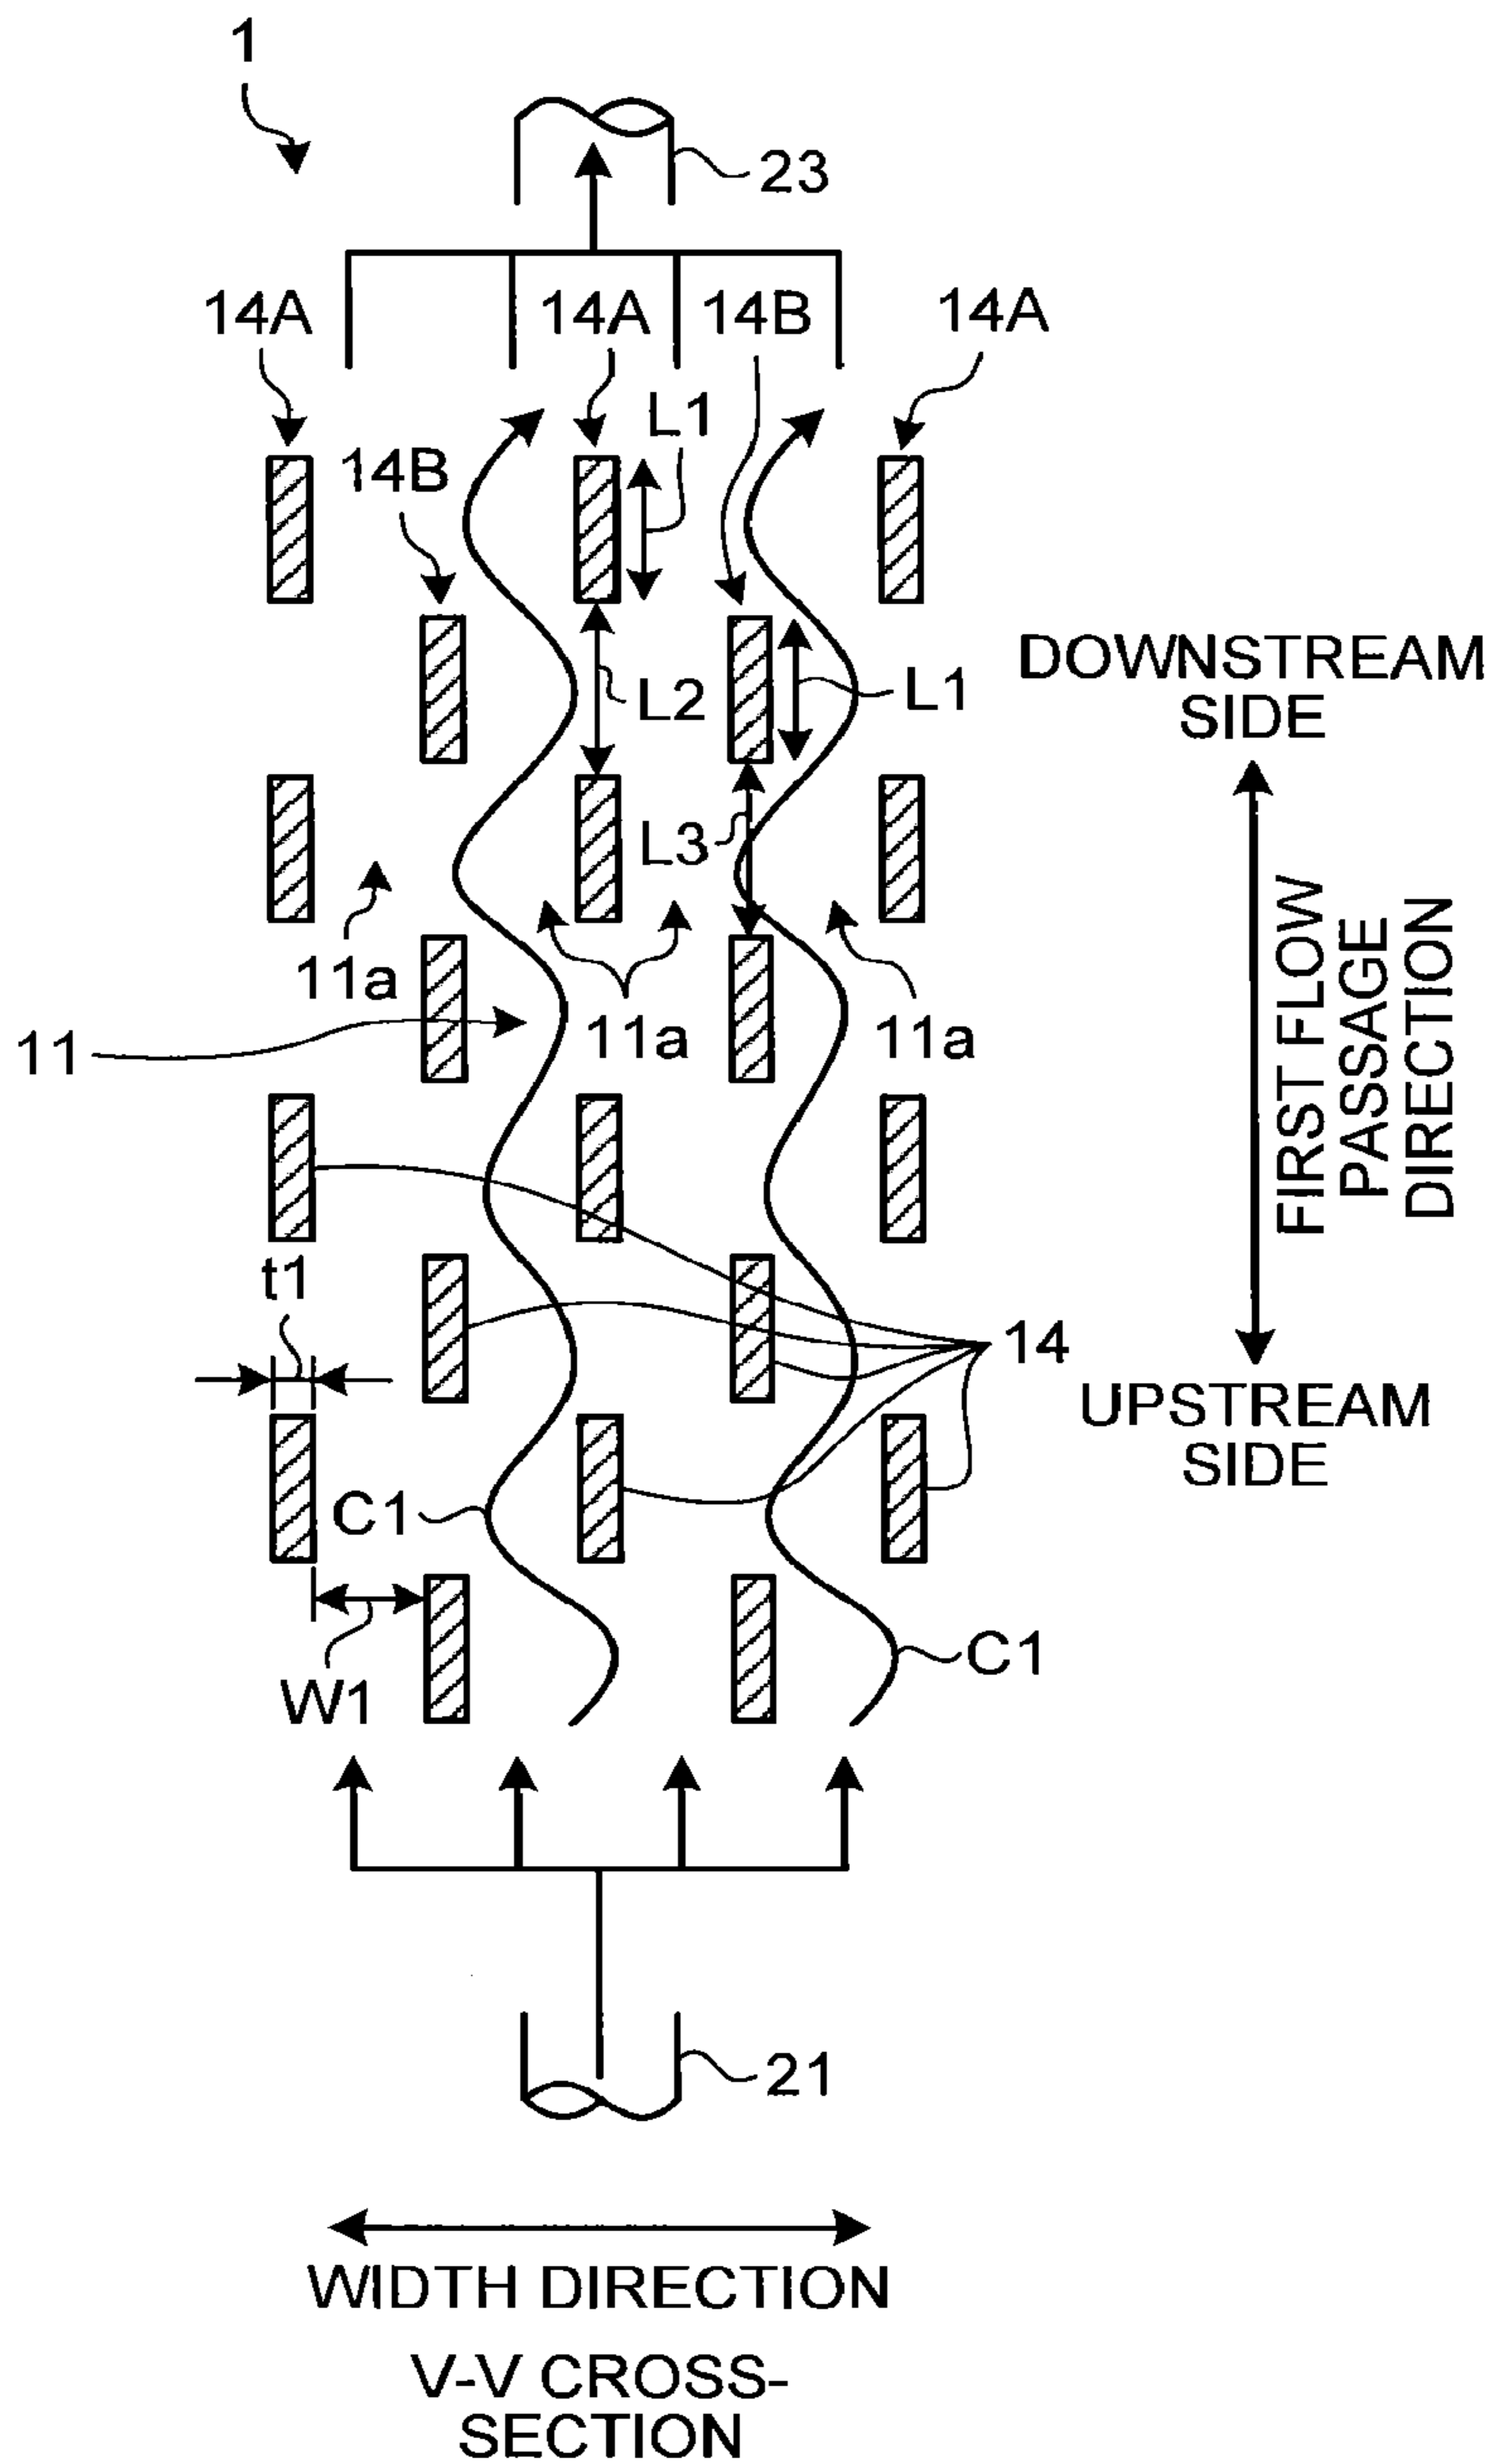 1
23
14A
14A
14B
14A
L1
14B
L2
L1
DOWNSTREAM
SIDE
L3
11a
11
11a
11a
FIRST FLOW
PASSAGE
DIRECTION
t1
14
UPSTREAM
SIDE
C1
C1
W1
21
WIDTH DIRECTION
V-V CROSS-
SECTION